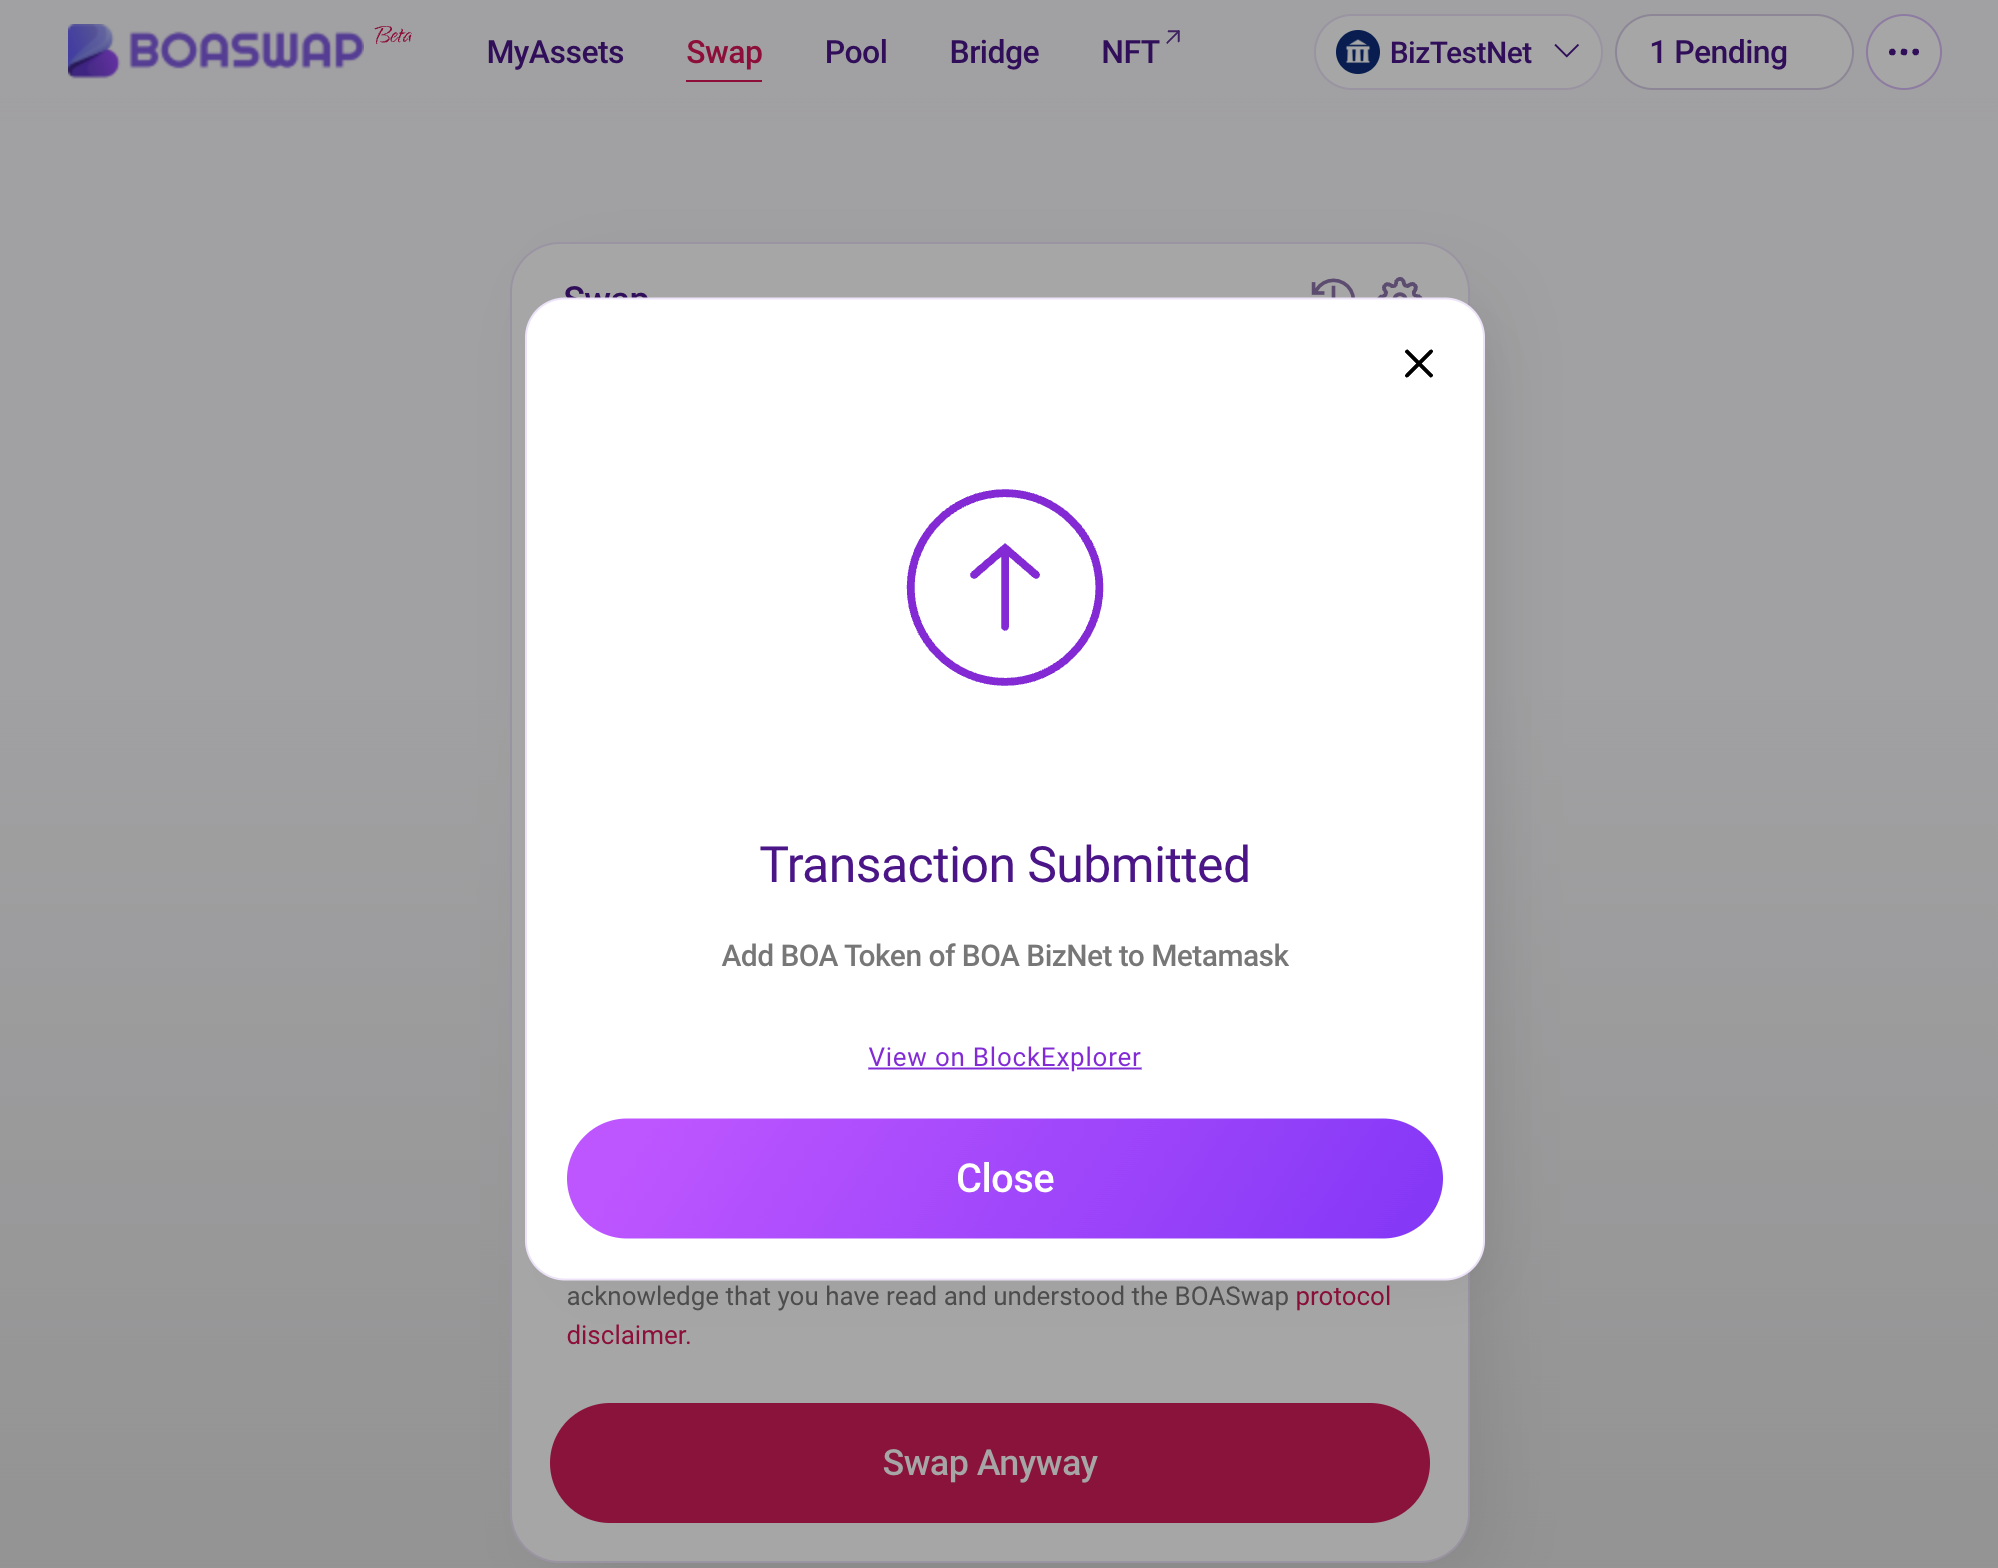 BOASWAP Beta MyAssets Swap Pool Bridge NFT BizTestNet 1 Pending
Swap
Transaction Submitted
Add BOA Token of BOA BizNet to Metamask
View on BlockExplorer
Close
acknowledge that you have read and understood the BOASwap protocol
disclaimer.
Swap Anyway